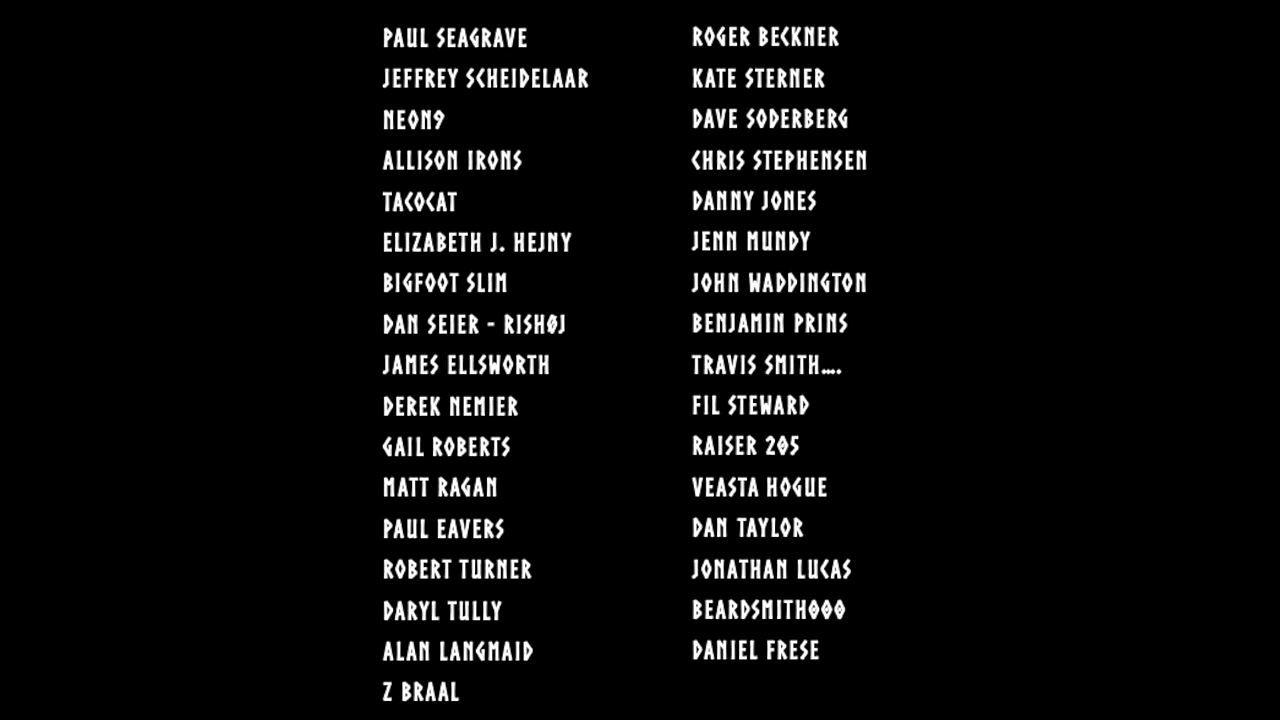 PAUL SEAGRAVE
JEFFREY SCHEIDELAAR
NEON9
ALLISON IRONS
TACOCAT
ELIZABETH J. HEJNY
BIGFOOT SLIM
DAN SEIER - RISHØJ
JAMES ELLSWORTH
DEREK NEMIER
GAIL ROBERTS
MATT RAGAN
PAUL EAVERS
ROBERT TURNER
DARYL TULLY
ALAN LANGMAID
Z BRAAL
ROGER BECKNER
KATE STERNER
DAVE SODERBERG
CHRIS STEPHENSEN
DANNY JONES
JENN MUNDY
JOHN WADDINGTON
BENJAMIN PRINS
TRAVIS SMITH....
FIL STEWARD
RAISER 205
VEASTA HOGUE
DAN TAYLOR
JONATHAN LUCAS
BEARDSMITH000
DANIEL FRESE